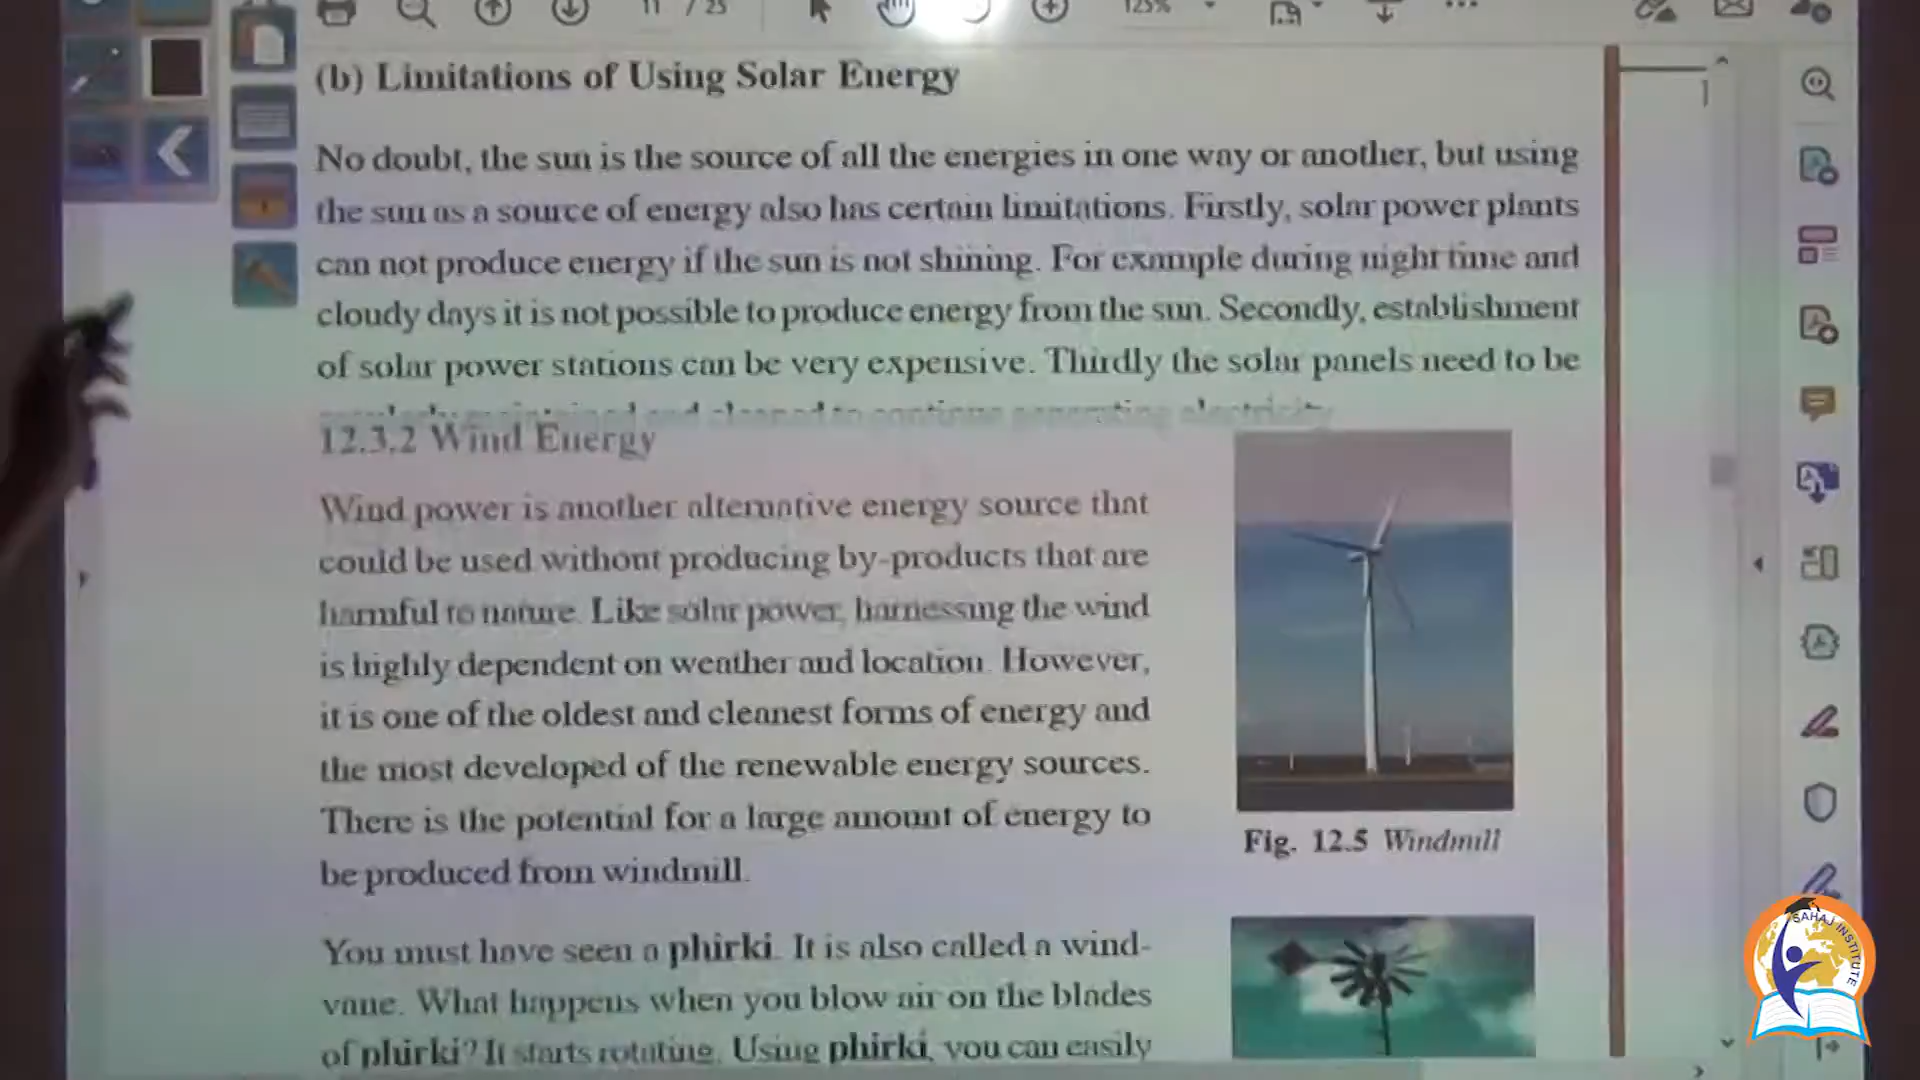 11 / 25
125%
(b) Limitations of Using Solar Energy
No doubt, the sun is the source of all the energies in one way or another, but using
the sun as a source of energy also has certain limitations. Firstly, solar power plants
can not produce energy if the sun is not shining. For example during night time and
cloudy days it is not possible to produce energy from the sun. Secondly, establishment
of solar power stations can be very expensive. Thirdly the solar panels need to be
regularly maintained and cleaned to continue generating electricity.
12.3.2 Wind Energy
Wind power is another alternative energy source that
could be used without producing by-products that are
harmful to nature. Like solar power, harnessing the wind
is highly dependent on weather and location. However,
it is one of the oldest and cleanest forms of energy and
the most developed of the renewable energy sources.
There is the potential for a large amount of energy to
be produced from windmill.
Fig. 12.5 Windmill
You must have seen a phirki. It is also called a wind-
vane. What happens when you blow air on the blades
of phirki? It starts rotating. Using phirki, you can easily
SAHAJ INSTITUTE